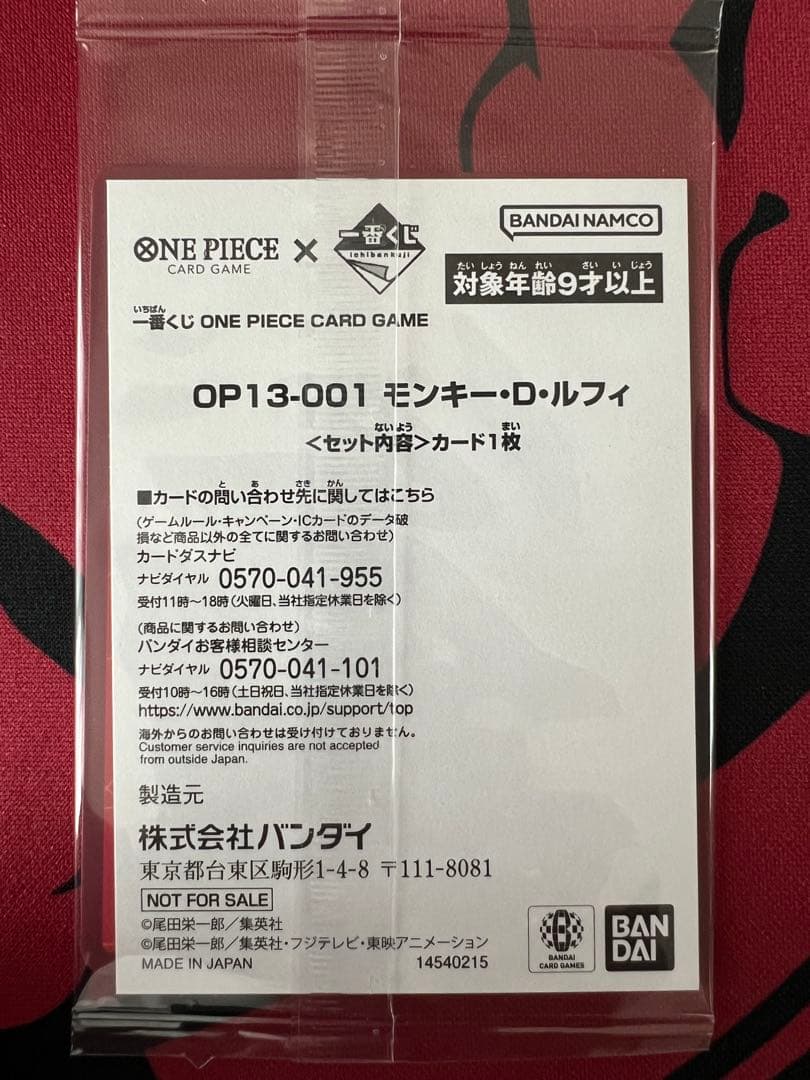 ONE PIECE CARD GAME × 一番くじ ichibankuji
BANDAI NAMCO
たいしょうねんれい さいいじょう
対象年齢9才以上
いちばん
一番くじ ONE PIECE CARD GAME
OP13-001 モンキー・D・ルフィ
ないよう まい
<セット内容>カード1枚
と あ さき かん
■カードの問い合わせ先に関してはこちら
(ゲームルール・キャンペーン・ICカードのデータ破
損など商品以外の全てに関するお問い合わせ)
カードダスナビ
ナビダイヤル 0570-041-955
受付11時~18時(火曜日、当社指定休業日を除く)
(商品に関するお問い合わせ)
バンダイお客様相談センター
ナビダイヤル 0570-041-101
受付10時~16時(土日祝日、当社指定休業日を除く)
https://www.bandai.co.jp/support/top
海外からのお問い合わせは受け付けておりません。
Customer service inquiries are not accepted
from outside Japan.
製造元
株式会社バンダイ
東京都台東区駒形1-4-8 〒111-8081
NOT FOR SALE
©尾田栄一郎/集英社
©尾田栄一郎/集英社・フジテレビ・東映アニメーション
MADE IN JAPAN 14540215
BANDAI
CARD GAMES
BAN
DAI